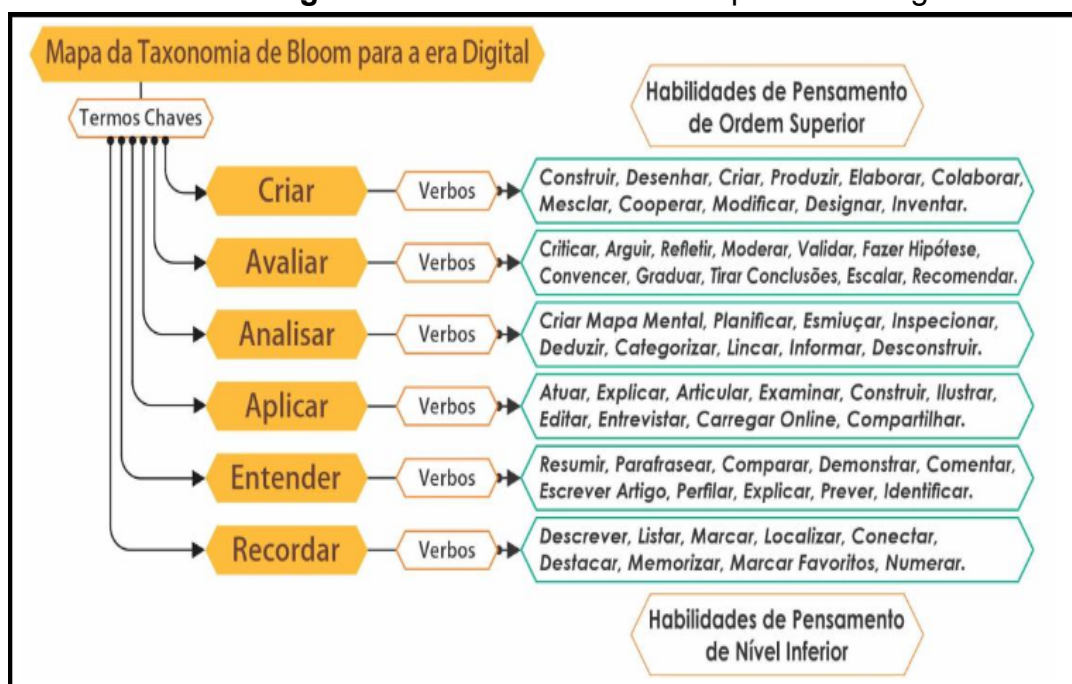 Mapa da Taxonomia de Bloom para a era Digital
Termos Chaves
Habilidades de Pensamento
de Ordem Superior
Criar
Verbos
Construir, Desenhar, Criar, Produzir, Elaborar, Colaborar,
Mesclar, Cooperar, Modificar, Designar, Inventar.
Avaliar
Verbos
Criticar, Arguir, Refletir, Moderar, Validar, Fazer Hipótese,
Convencer, Graduar, Tirar Conclusões, Escalar, Recomendar.
Analisar
Verbos
Criar Mapa Mental, Planificar, Esmiuçar, Inspecionar,
Deduzir, Categorizar, Lincar, Informar, Desconstruir.
Aplicar
Verbos
Atuar, Explicar, Articular, Examinar, Construir, Ilustrar,
Editar, Entrevistar, Carregar Online, Compartilhar.
Entender
Verbos
Resumir, Parafrasear, Comparar, Demonstrar, Comentar,
Escrever Artigo, Perfilar, Explicar, Prever, Identificar.
Recordar
Verbos
Descrever, Listar, Marcar, Localizar, Conectar,
Destacar, Memorizar, Marcar Favoritos, Numerar.
Habilidades de Pensamento
de Nível Inferior